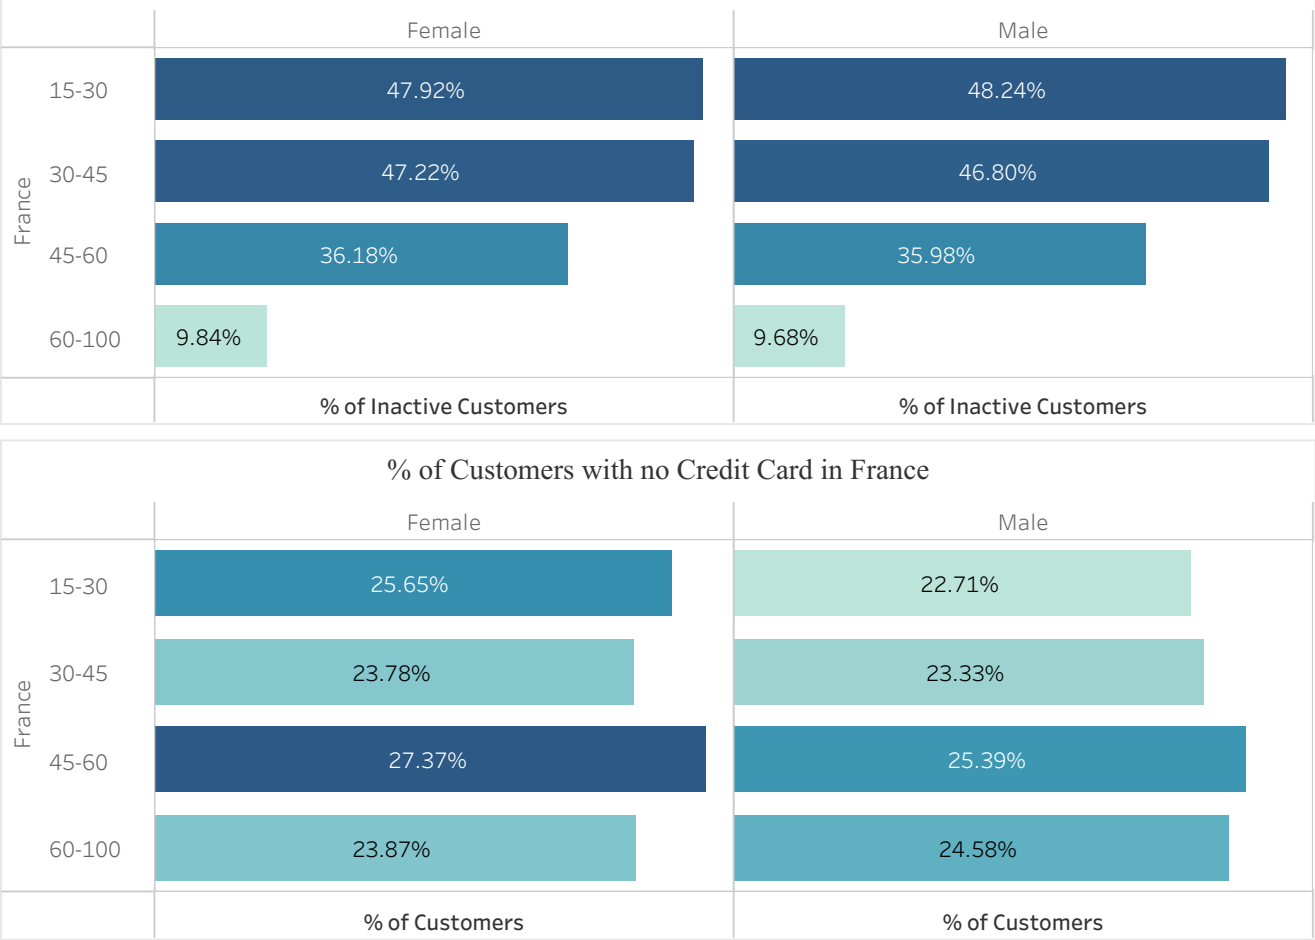 Female Male
15-30 47.92% 48.24%
30-45 47.22% 46.80%
France
45-60 36.18% 35.98%
60-100 9.84% 9.68%
% of Inactive Customers % of Inactive Customers
% of Customers with no Credit Card in France
Female Male
15-30 25.65% 22.71%
30-45 23.78% 23.33%
France
45-60 27.37% 25.39%
60-100 23.87% 24.58%
% of Customers % of Customers